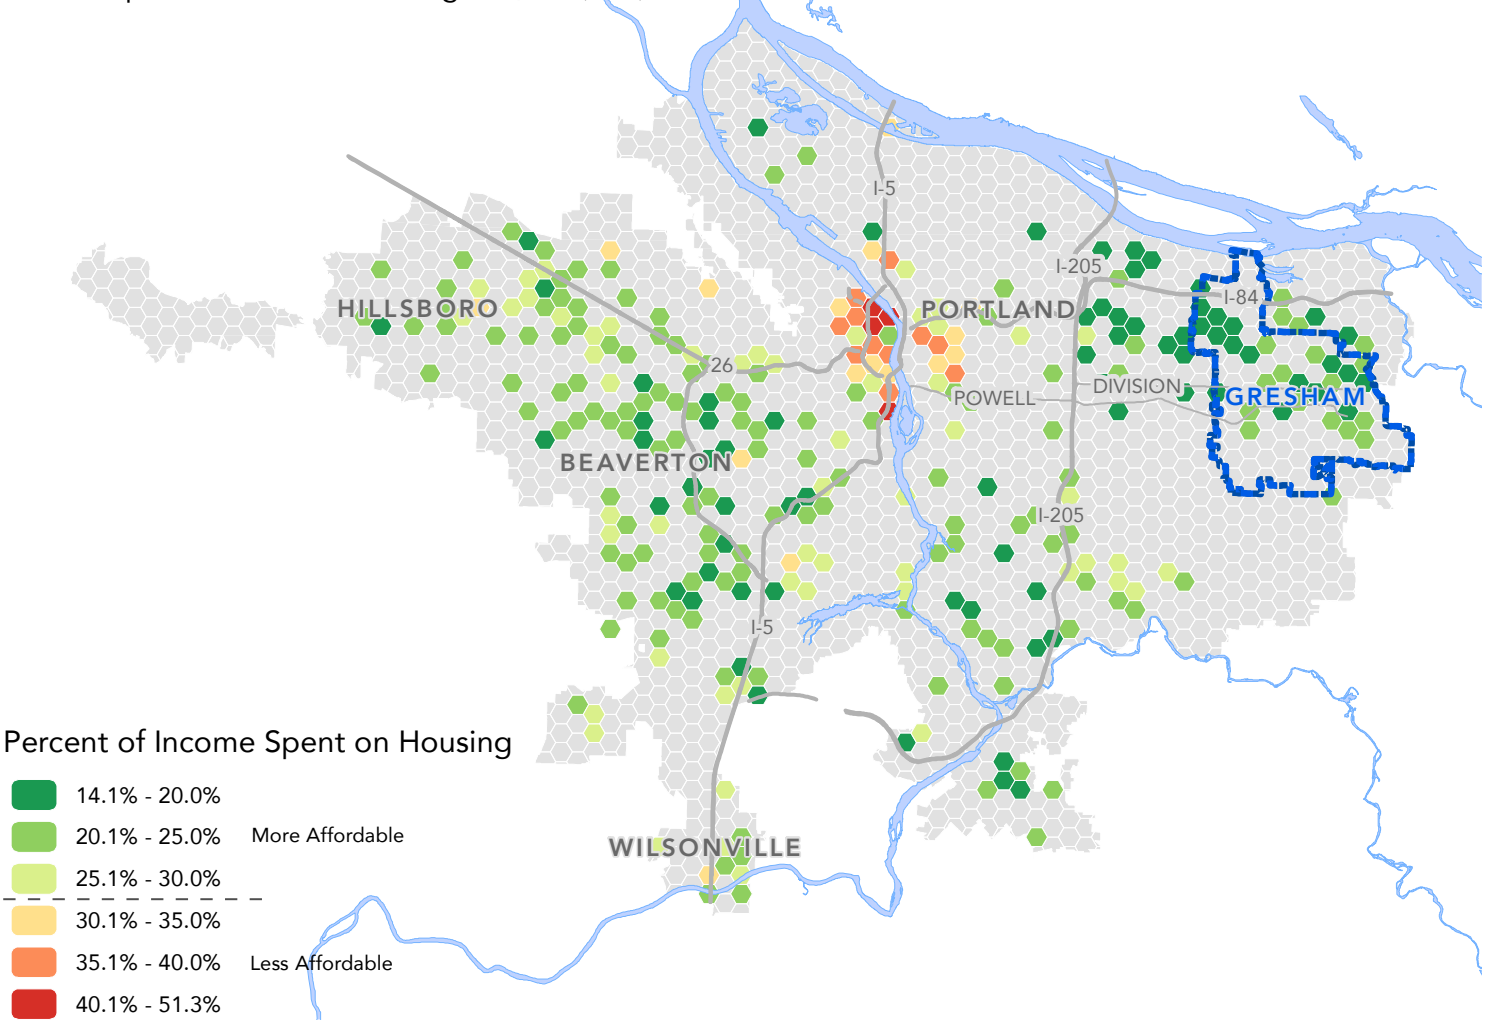 I-5
I-205
I-84
HILLSBORO
PORTLAND
26
DIVISION
POWELL
GRESHAM
BEAVERTON
I-205
I-5
Percent of Income Spent on Housing
14.1% - 20.0%
20.1% - 25.0% More Affordable
25.1% - 30.0%
WILSONVILLE
30.1% - 35.0%
35.1% - 40.0% Less Affordable
40.1% - 51.3%